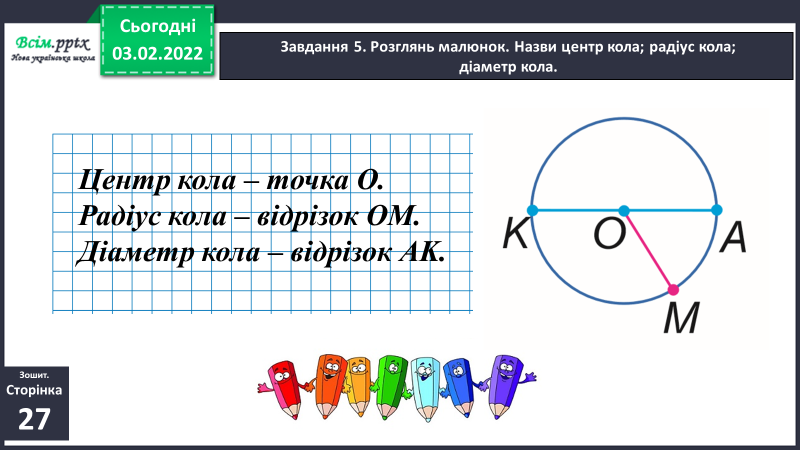 Всім.pptx
Нова українська школа
Сьогодні
03.02.2022
Завдання 5. Розглянь малюнок. Назви центр кола; радіус кола;
діаметр кола.
Центр кола – точка О.
Радіус кола – відрізок ОМ.
Діаметр кола – відрізок АК.
K
O
A
M
Зошит.
Сторінка
27